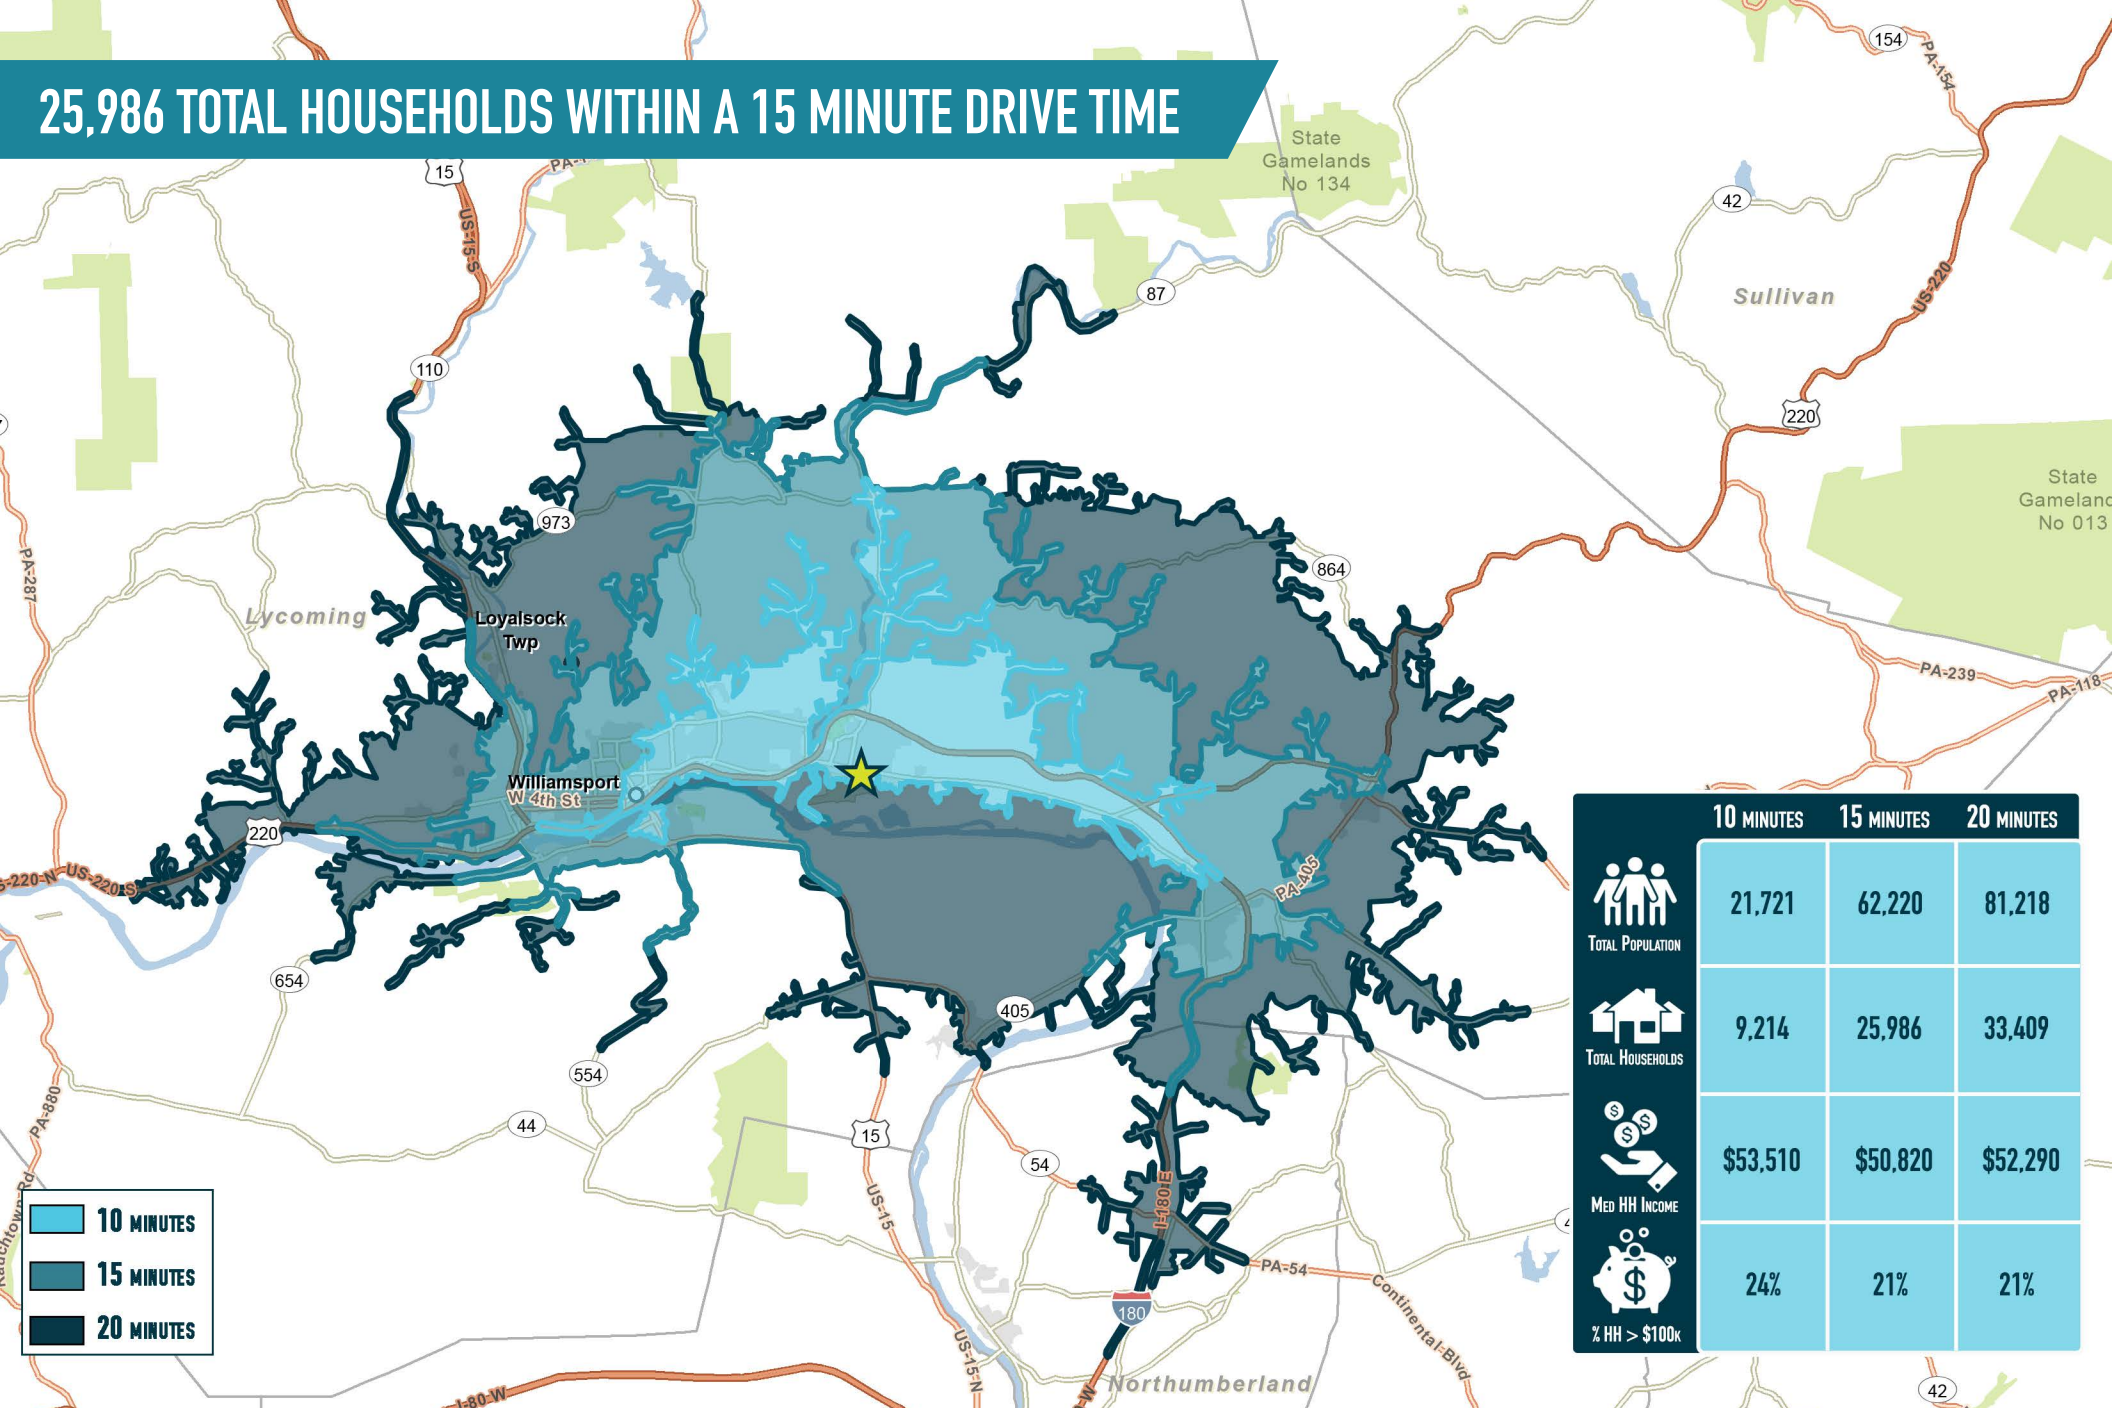 25,986 TOTAL HOUSEHOLDS WITHIN A 15 MINUTE DRIVE TIME
154
PA-154
State
Gamelands
No 134
15
US-15-S
42
87
Sullivan
US-220
110
220
State
No 013
973
864
PA-287
Lycoming
Loyalsock
Twp
PA-239
PA-118
Williamsport
W 4th St
220
US-220-S
PA-405
654
405
554
PA-880
44
15
54
US-15
I-180-E
PA-54
Continental-Blvd
180
US-15-N
Northumberland
I-80-W
42
10 MINUTES
15 MINUTES
20 MINUTES
10 MINUTES 15 MINUTES 20 MINUTES
TOTAL POPULATION 21,721 62,220 81,218
TOTAL HOUSEHOLDS 9,214 25,986 33,409
MED HH INCOME $53,510 $50,820 $52,290
% HH > $100K 24% 21% 21%